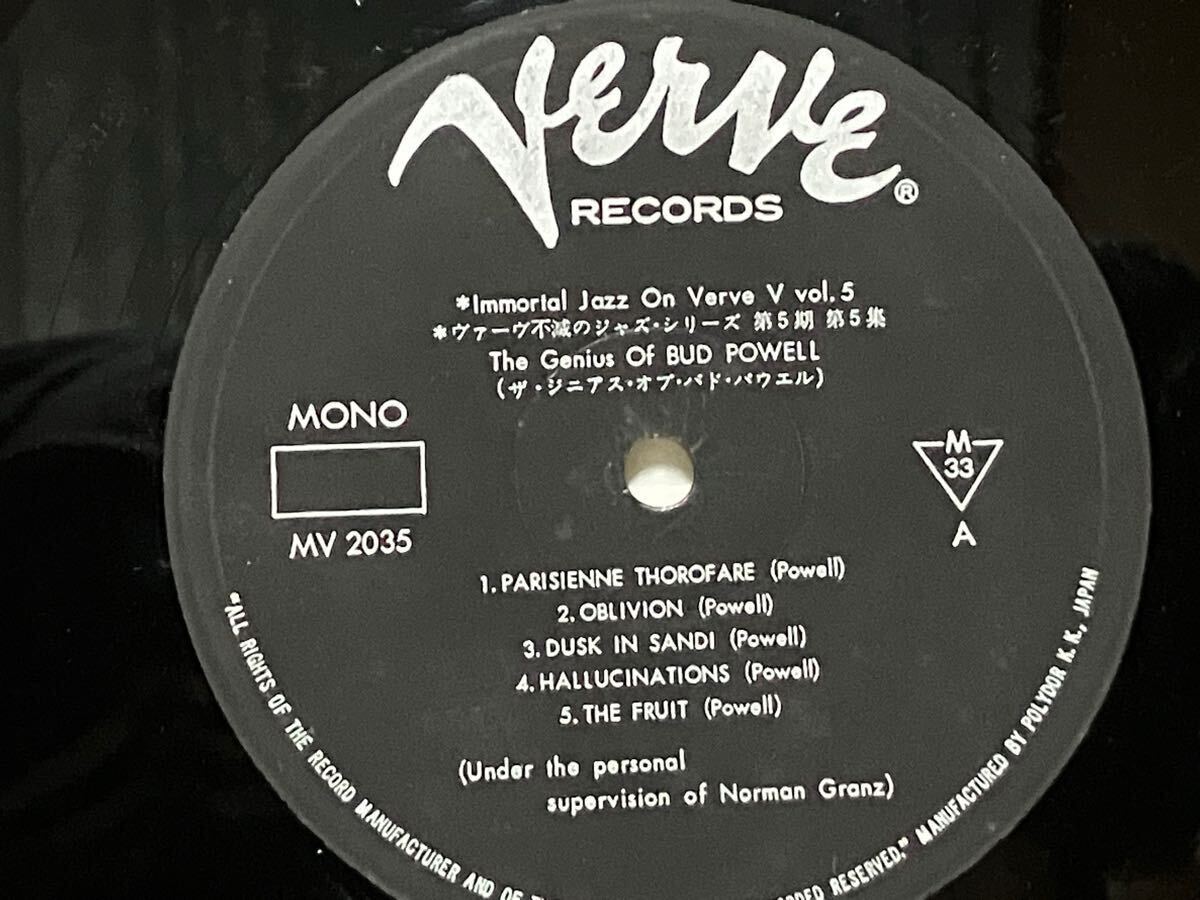 Verve ®
RECORDS
*Immortal Jazz On Verve V vol.5
*ヴァーヴ不滅のジャズ・シリーズ 第5期 第5集
The Genius Of BUD POWELL
(ザ・ジニアス・オブ・バド・パウエル)
MONO
MV 2035
M
33
A
1. PARISIENNE THOROFARE (Powell)
2. OBLIVION (Powell)
3. DUSK IN SANDI (Powell)
4. HALLUCINATIONS (Powell)
5. THE FRUIT (Powell)
(Under the personal
supervision of Norman Granz)
"ALL RIGHTS OF THE RECORD MANUFACTURER AND OF RESERVED." MANUFACTURED BY POLYDOR K. K., JAPAN